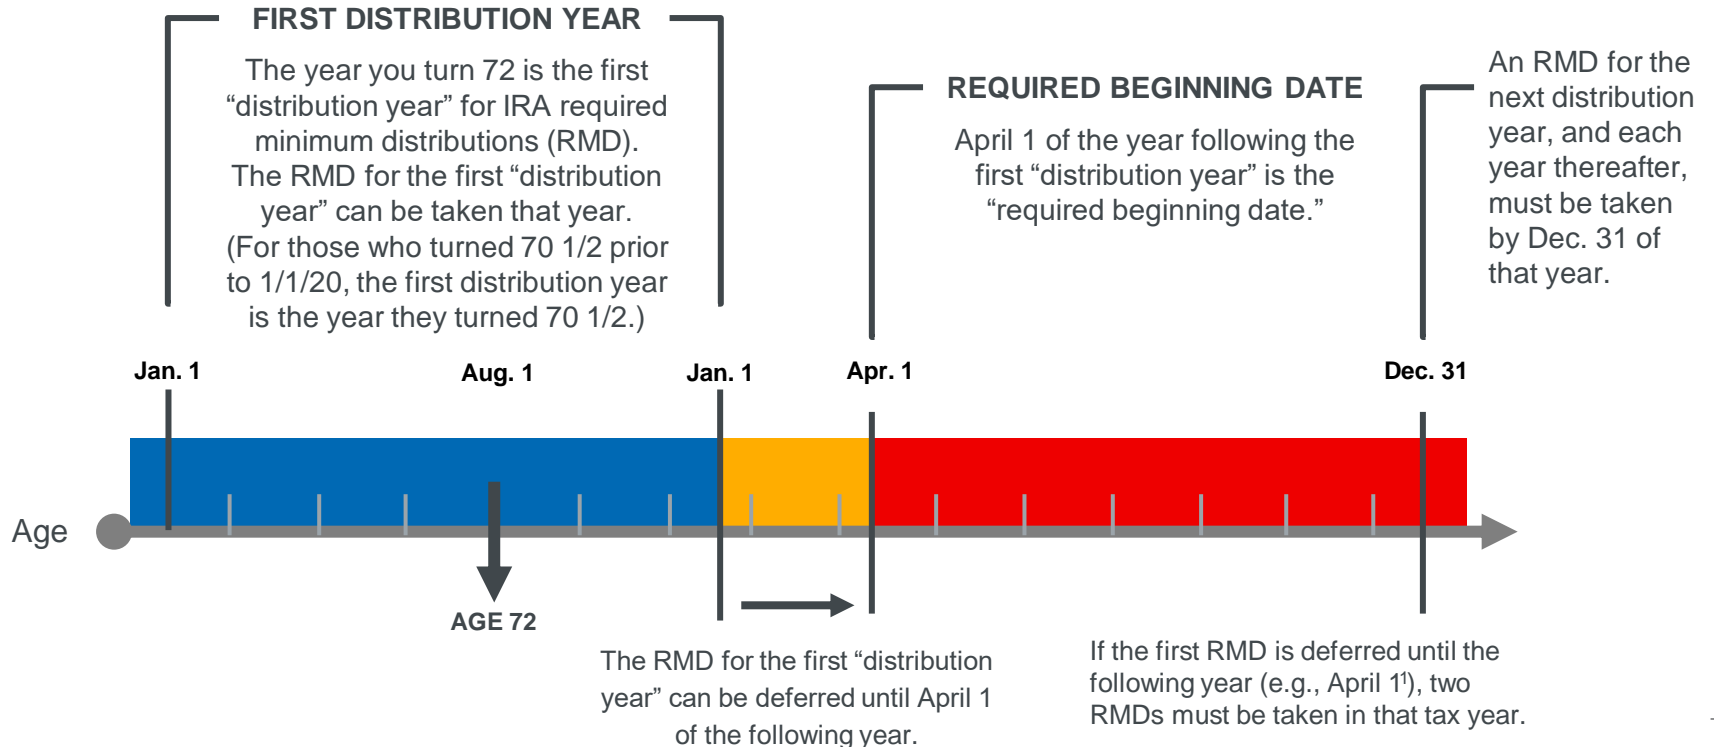 FIRST DISTRIBUTION YEAR
The year you turn 72 is the first
“distribution year” for IRA required
minimum distributions (RMD).
The RMD for the first “distribution
year” can be taken that year.
(For those who turned 70 1/2 prior
to 1/1/20, the first distribution year
is the year they turned 70 1/2.)
REQUIRED BEGINNING DATE
April 1 of the year following the
first “distribution year” is the
“required beginning date.”
An RMD for the
next distribution
year, and each
year thereafter,
must be taken
by Dec. 31 of
that year.
Jan. 1
Aug. 1
Jan. 1
Apr. 1
Dec. 31
Age
AGE 72
The RMD for the first “distribution
year” can be deferred until April 1
of the following year.
If the first RMD is deferred until the
following year (e.g., April 1¹), two
RMDs must be taken in that tax year.